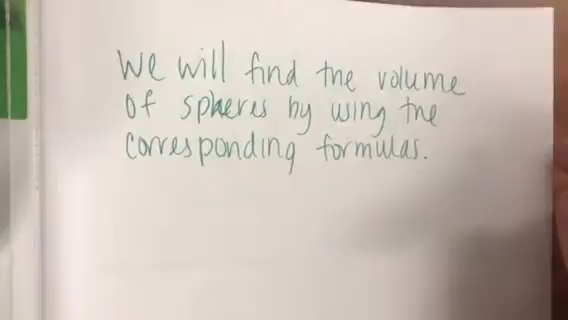 We will find the volume
of spheres by using the
corresponding formulas.